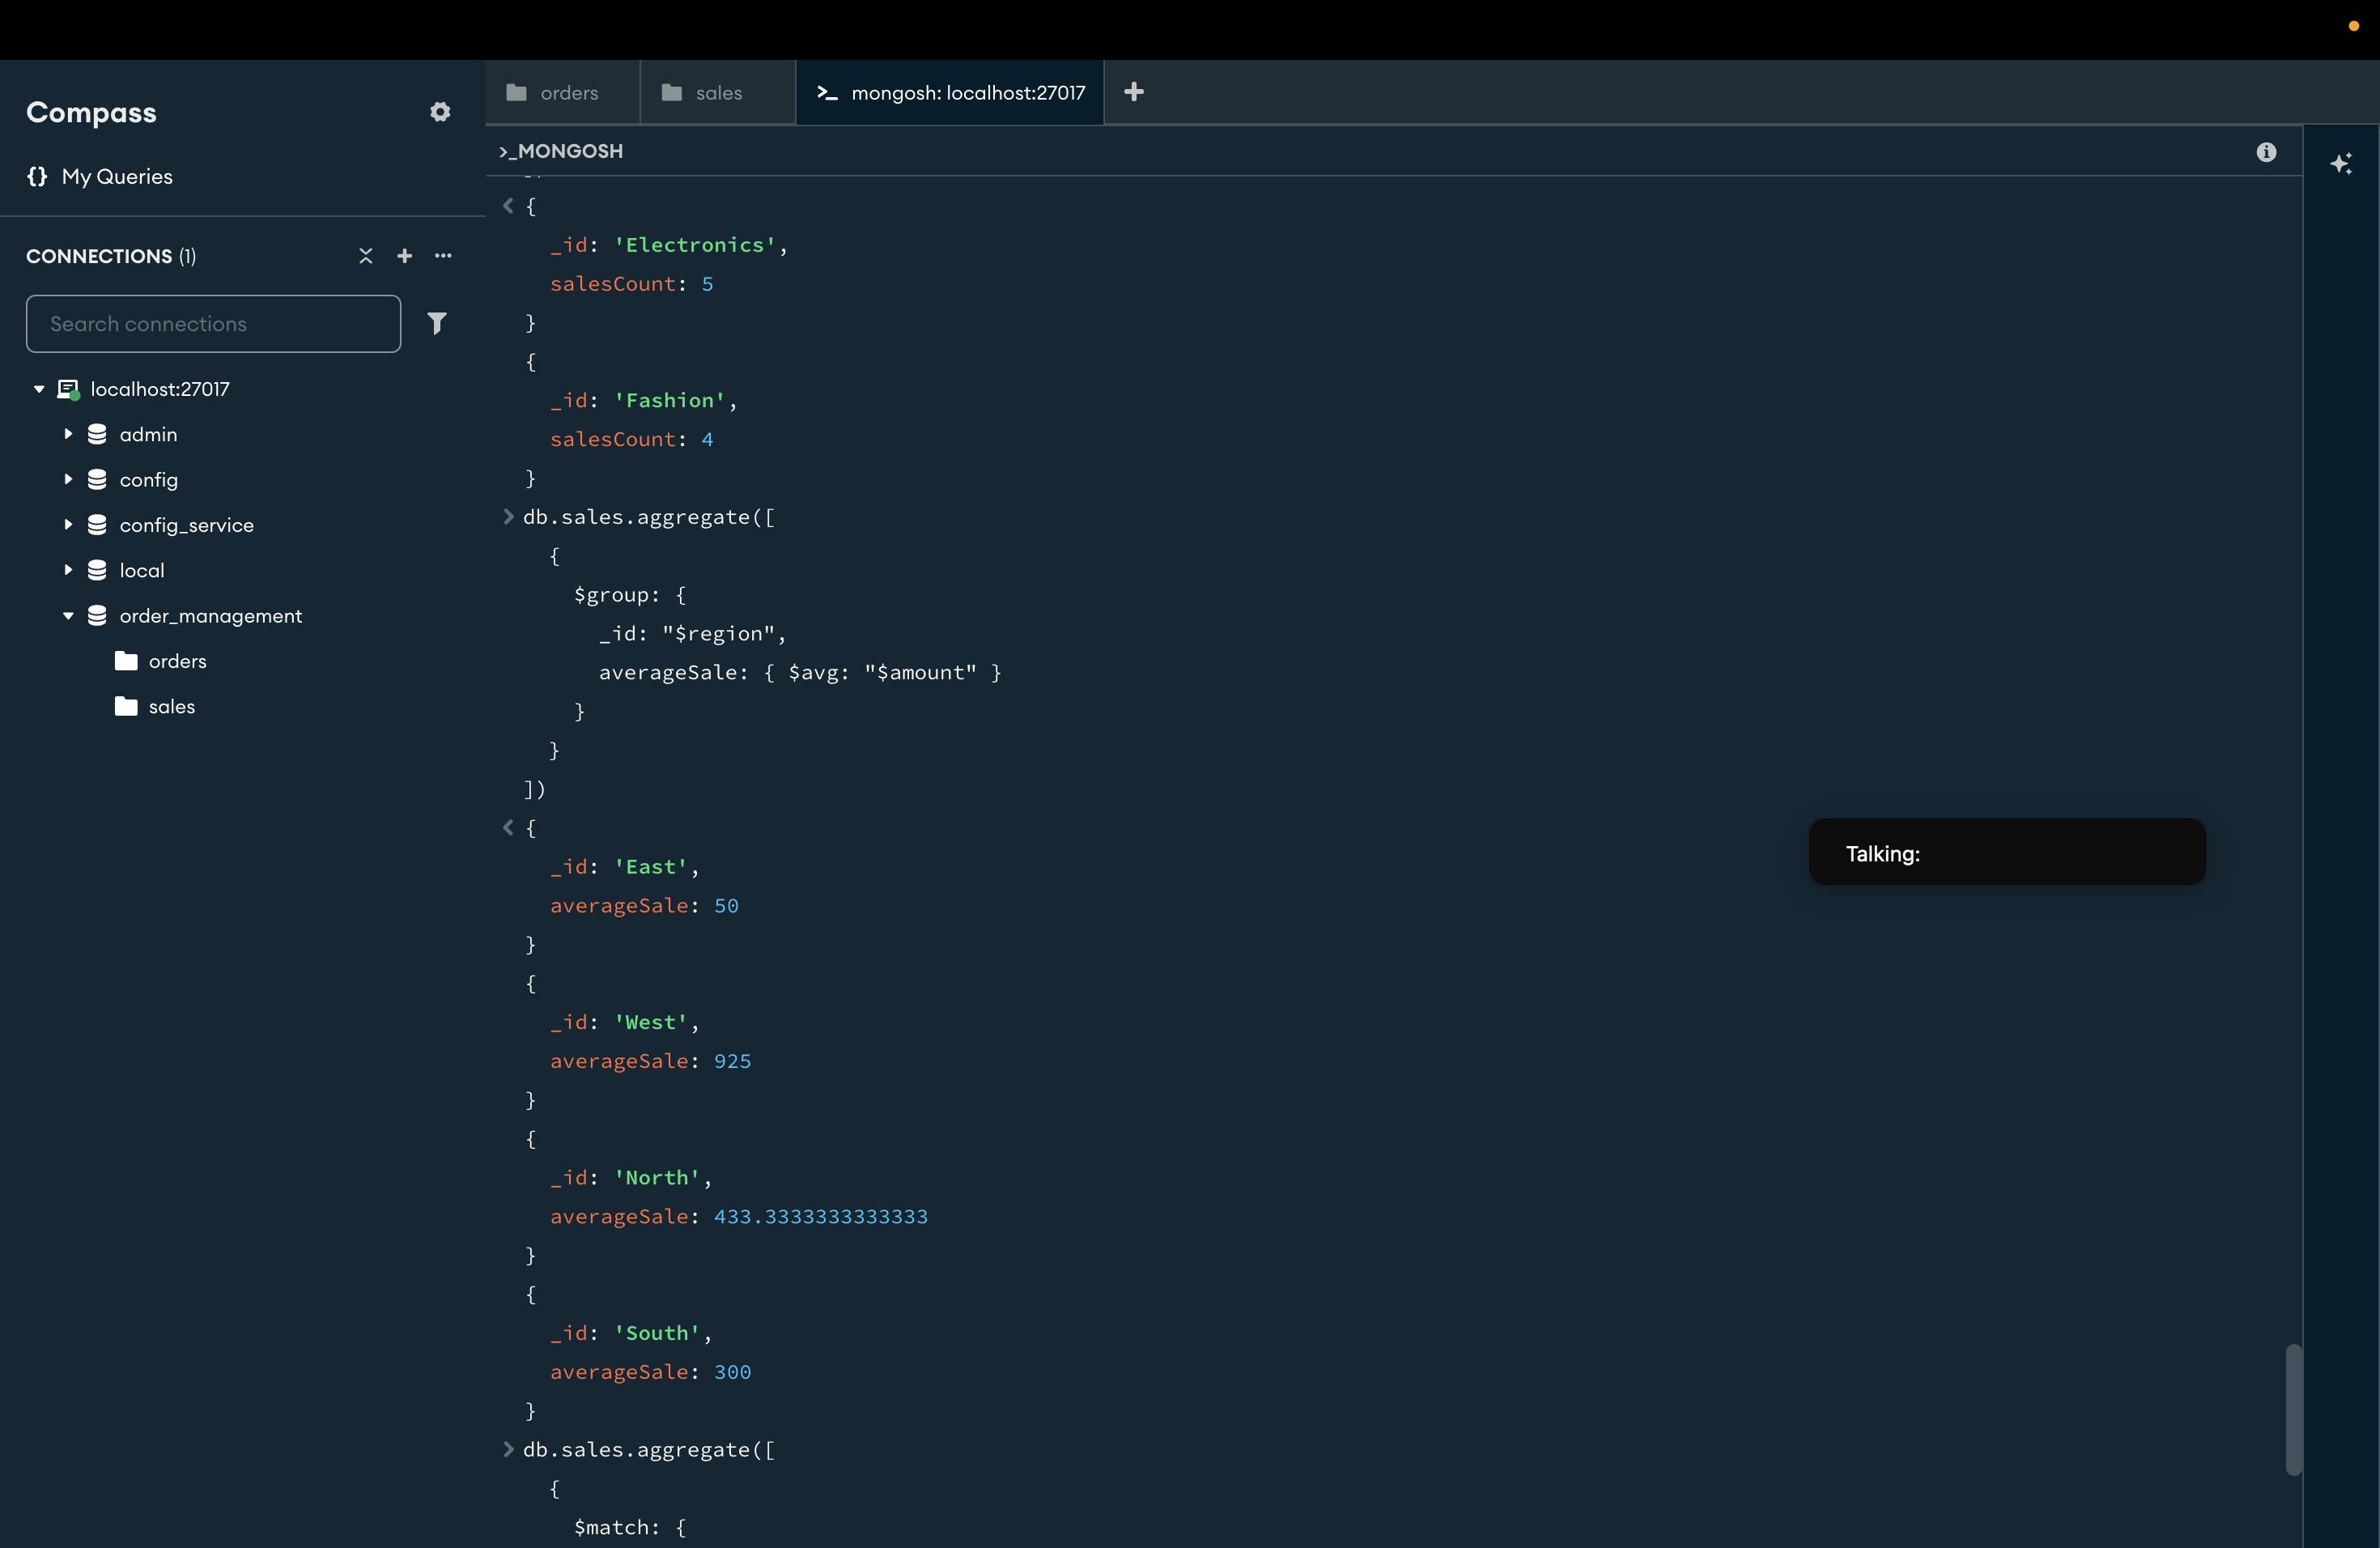 Compass
My Queries
CONNECTIONS (1)
Search connections
localhost:27017
admin
config
config_service
local
order_management
orders
sales
orders
sales
>_ mongosh: localhost:27017
>_MONGOSH
{
_id: 'Electronics',
salesCount: 5
}
{
_id: 'Fashion',
salesCount: 4
}
> db.sales.aggregate([
{
$group: {
_id: "$region",
averageSale: { $avg: "$amount" }
}
}
])
< {
_id: 'East',
averageSale: 50
}
{
_id: 'West',
averageSale: 925
}
{
_id: 'North',
averageSale: 433.3333333333333
}
{
_id: 'South',
averageSale: 300
}
> db.sales.aggregate([
{
$match: {
Talking: